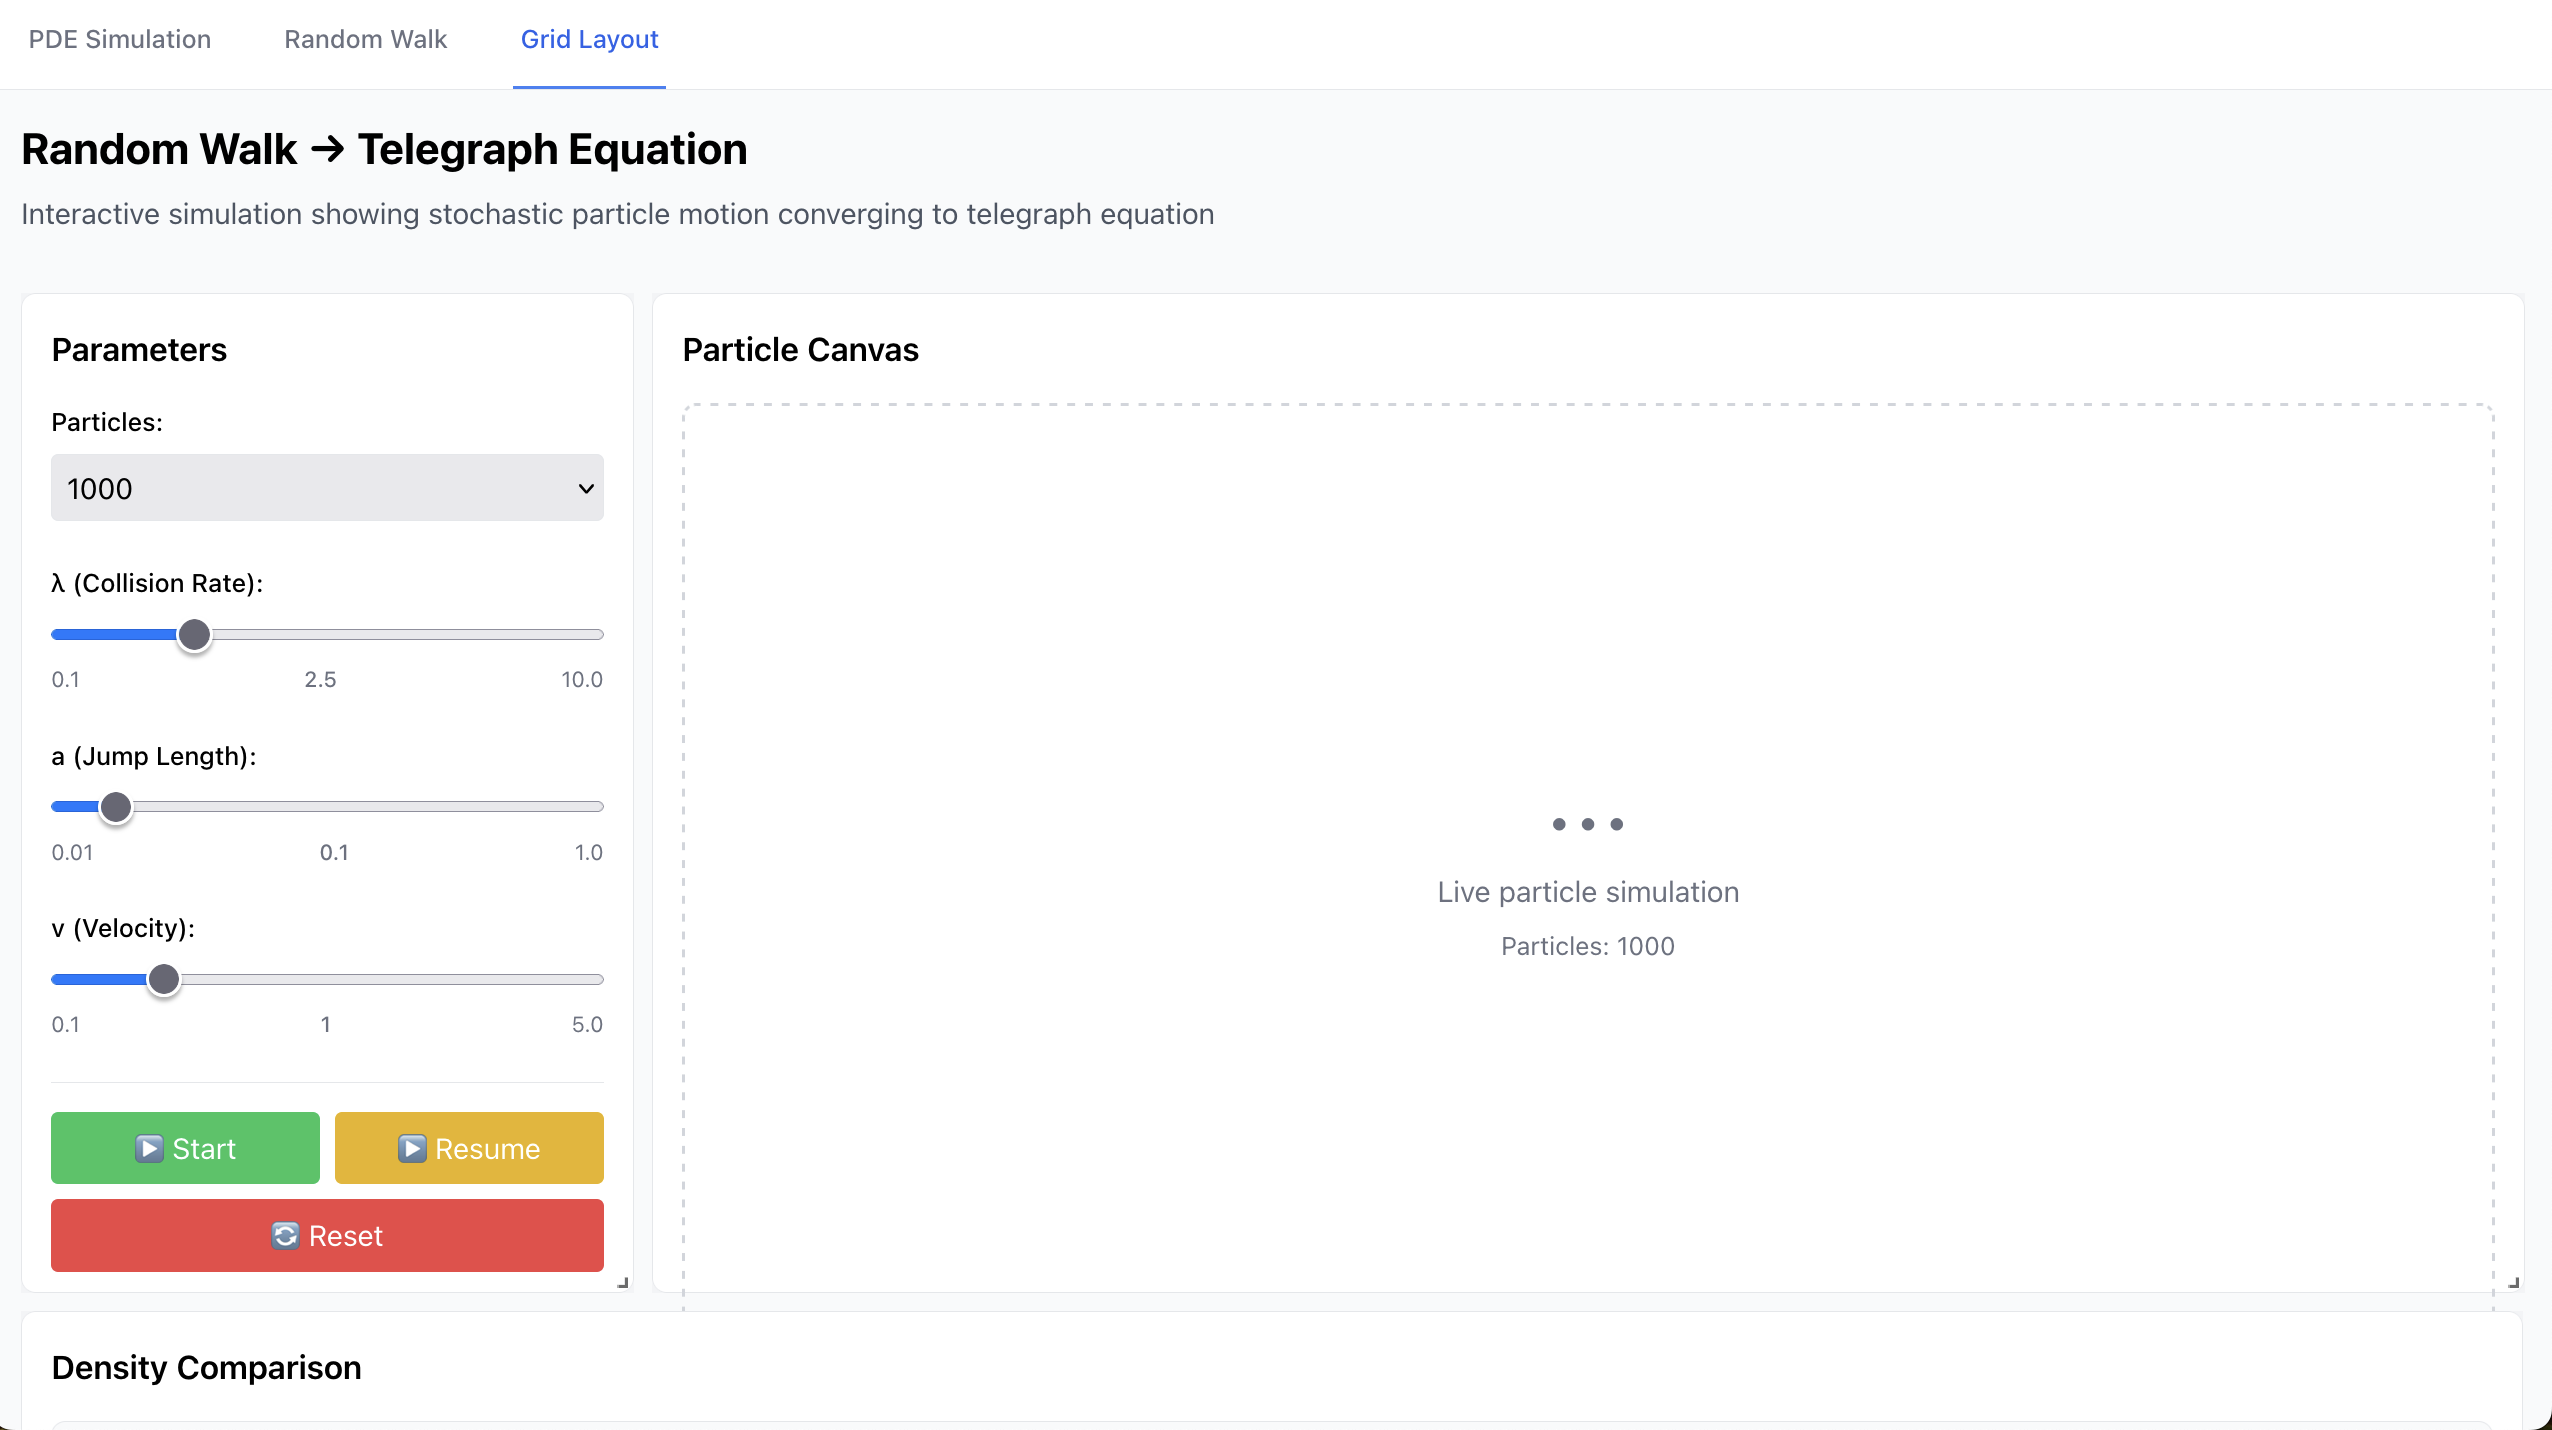 PDE Simulation
Random Walk
Grid Layout
Random Walk → Telegraph Equation
Interactive simulation showing stochastic particle motion converging to telegraph equation
Parameters
Particles:
1000
λ (Collision Rate):
0.1 2.5 10.0
a (Jump Length):
0.01 0.1 1.0
v (Velocity):
0.1 1 5.0
Start
Resume
Reset
Particle Canvas
Live particle simulation
Particles: 1000
Density Comparison